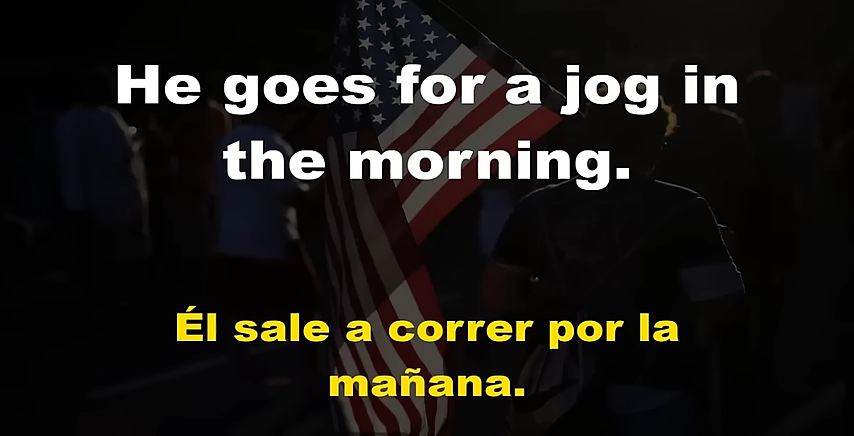 He goes for a jog in
the morning.
Él sale a correr por la
mañana.